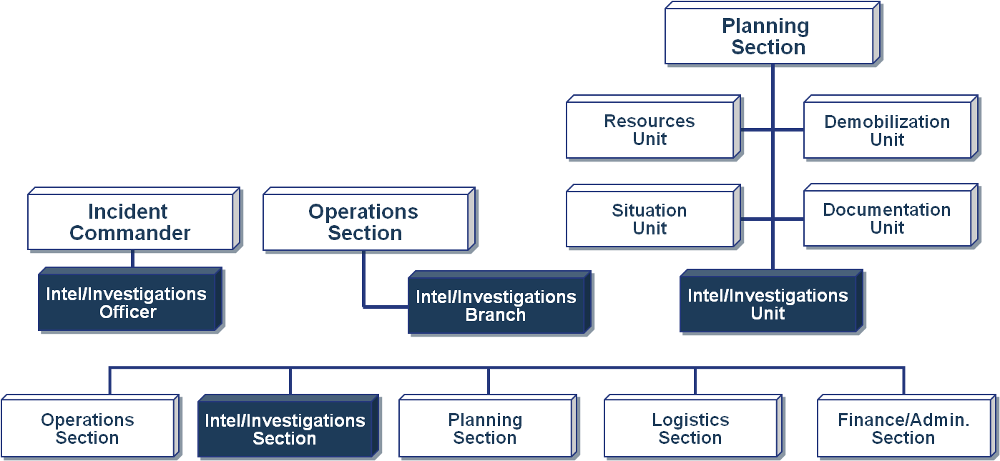 Planning
Section
Resources
Unit
Demobilization
Unit
Situation
Unit
Documentation
Unit
Incident
Commander
Operations
Section
Intel/Investigations
Officer
Intel/Investigations
Branch
Intel/Investigations
Unit
Operations
Section
Intel/Investigations
Section
Planning
Section
Logistics
Section
Finance/Admin.
Section